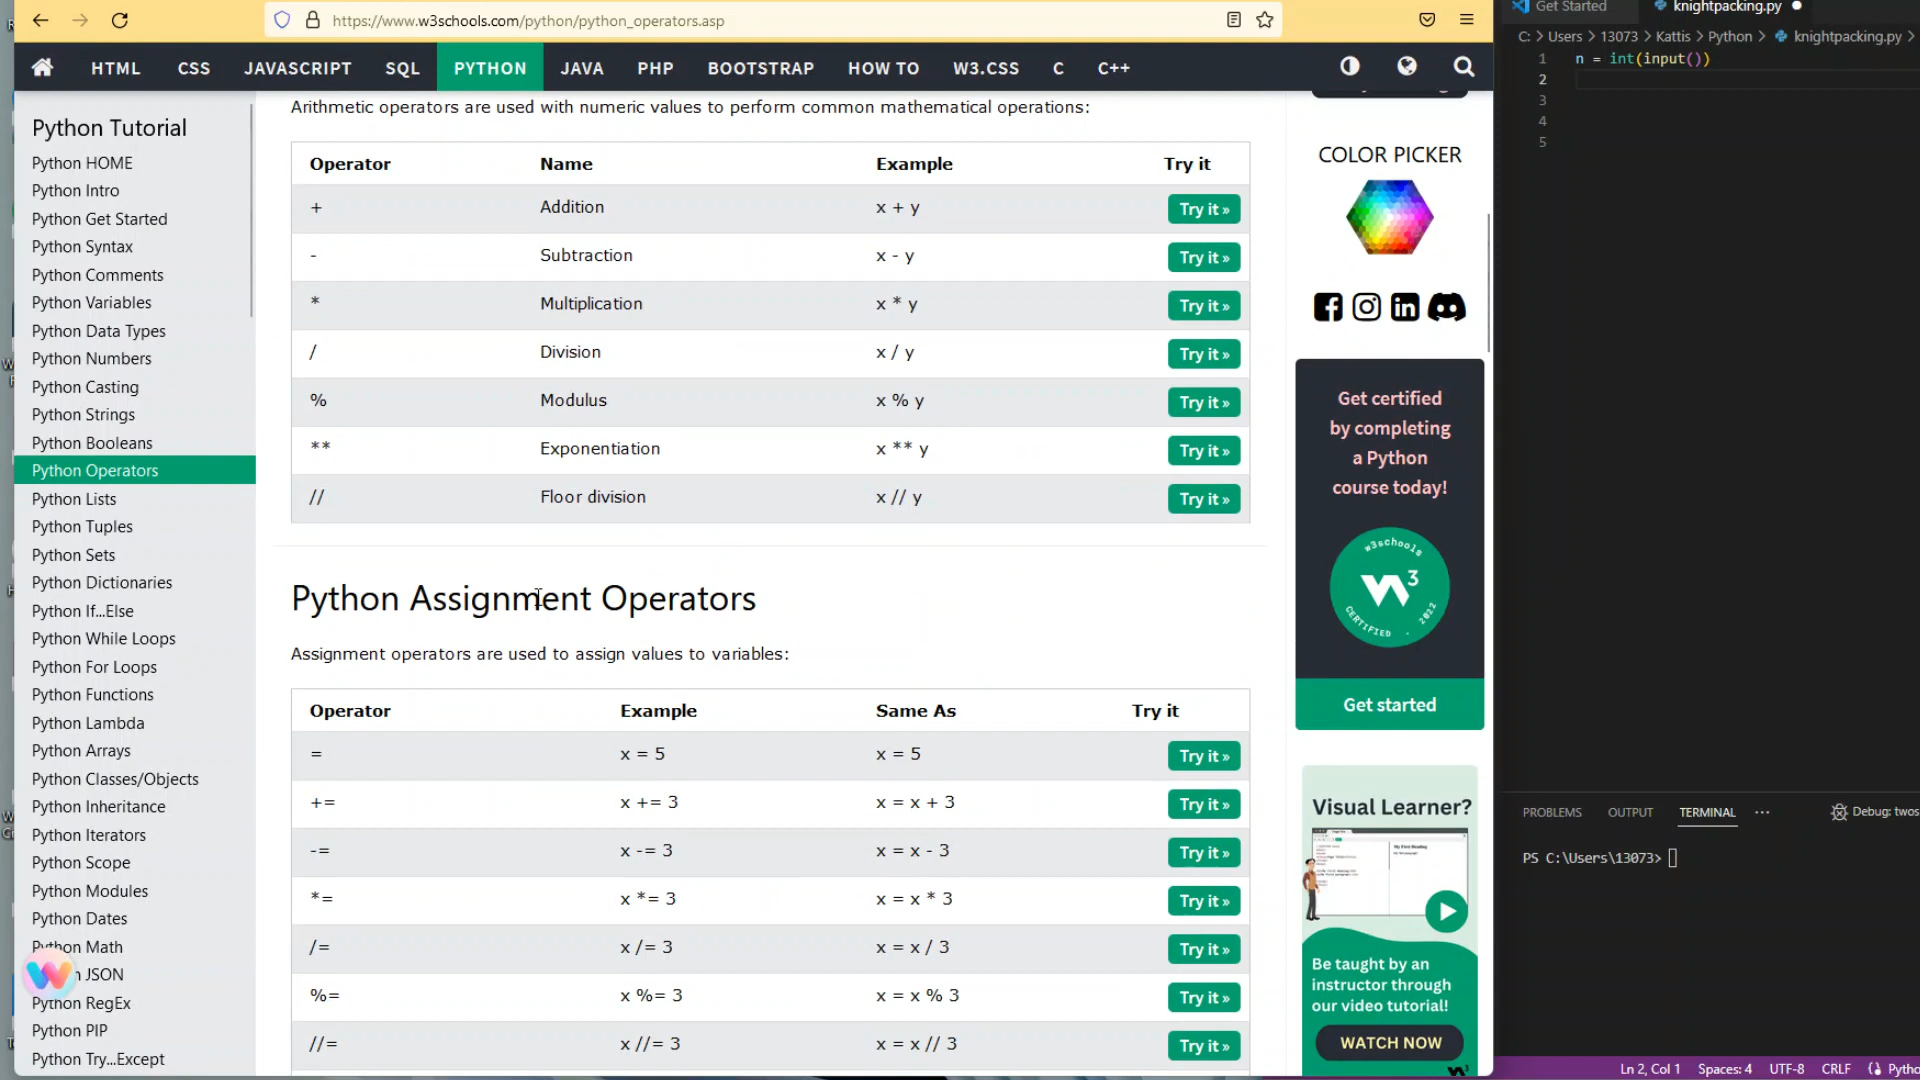 https://www.w3schools.com/python/python_operators.asp
HTML CSS JAVASCRIPT SQL PYTHON JAVA PHP BOOTSTRAP HOW TO W3.CSS C C++
Python Tutorial
Python HOME
Python Intro
Python Get Started
Python Syntax
Python Comments
Python Variables
Python Data Types
Python Numbers
Python Casting
Python Strings
Python Booleans
Python Operators
Python Lists
Python Tuples
Python Sets
Python Dictionaries
Python If...Else
Python While Loops
Python For Loops
Python Functions
Python Lambda
Python Arrays
Python Classes/Objects
Python Inheritance
Python Iterators
Python Scope
Python Modules
Python Dates
Python Math
JSON
Python RegEx
Python PIP
Python Try...Except
Arithmetic operators are used with numeric values to perform common mathematical operations:
Operator Name Example Try it
+ Addition x + y Try it »
- Subtraction x - y Try it »
* Multiplication x * y Try it »
/ Division x / y Try it »
% Modulus x % y Try it »
** Exponentiation x ** y Try it »
// Floor division x // y Try it »
Python Assignment Operators
Assignment operators are used to assign values to variables:
Operator Example Same As Try it
= x = 5 x = 5 Try it »
+= x += 3 x = x + 3 Try it »
-= x -= 3 x = x - 3 Try it »
*= x *= 3 x = x * 3 Try it »
/= x /= 3 x = x / 3 Try it »
%= x %= 3 x = x % 3 Try it »
//= x //= 3 x = x // 3 Try it »
COLOR PICKER
Get certified
by completing
a Python
course today!
w3schools
W3
CERTIFIED . 2022
Get started
Visual Learner?
Be taught by an
instructor through
our video tutorial!
WATCH NOW
Get Started knightpacking.py
C: > Users > 13073 > Kattis > Python > knightpacking.py >
1 n = int(input())
2
3
4
5
PROBLEMS OUTPUT TERMINAL ... Debug: twos
PS C:\Users\13073>
Ln 2, Col 1 Spaces: 4 UTF-8 CRLF Pytho